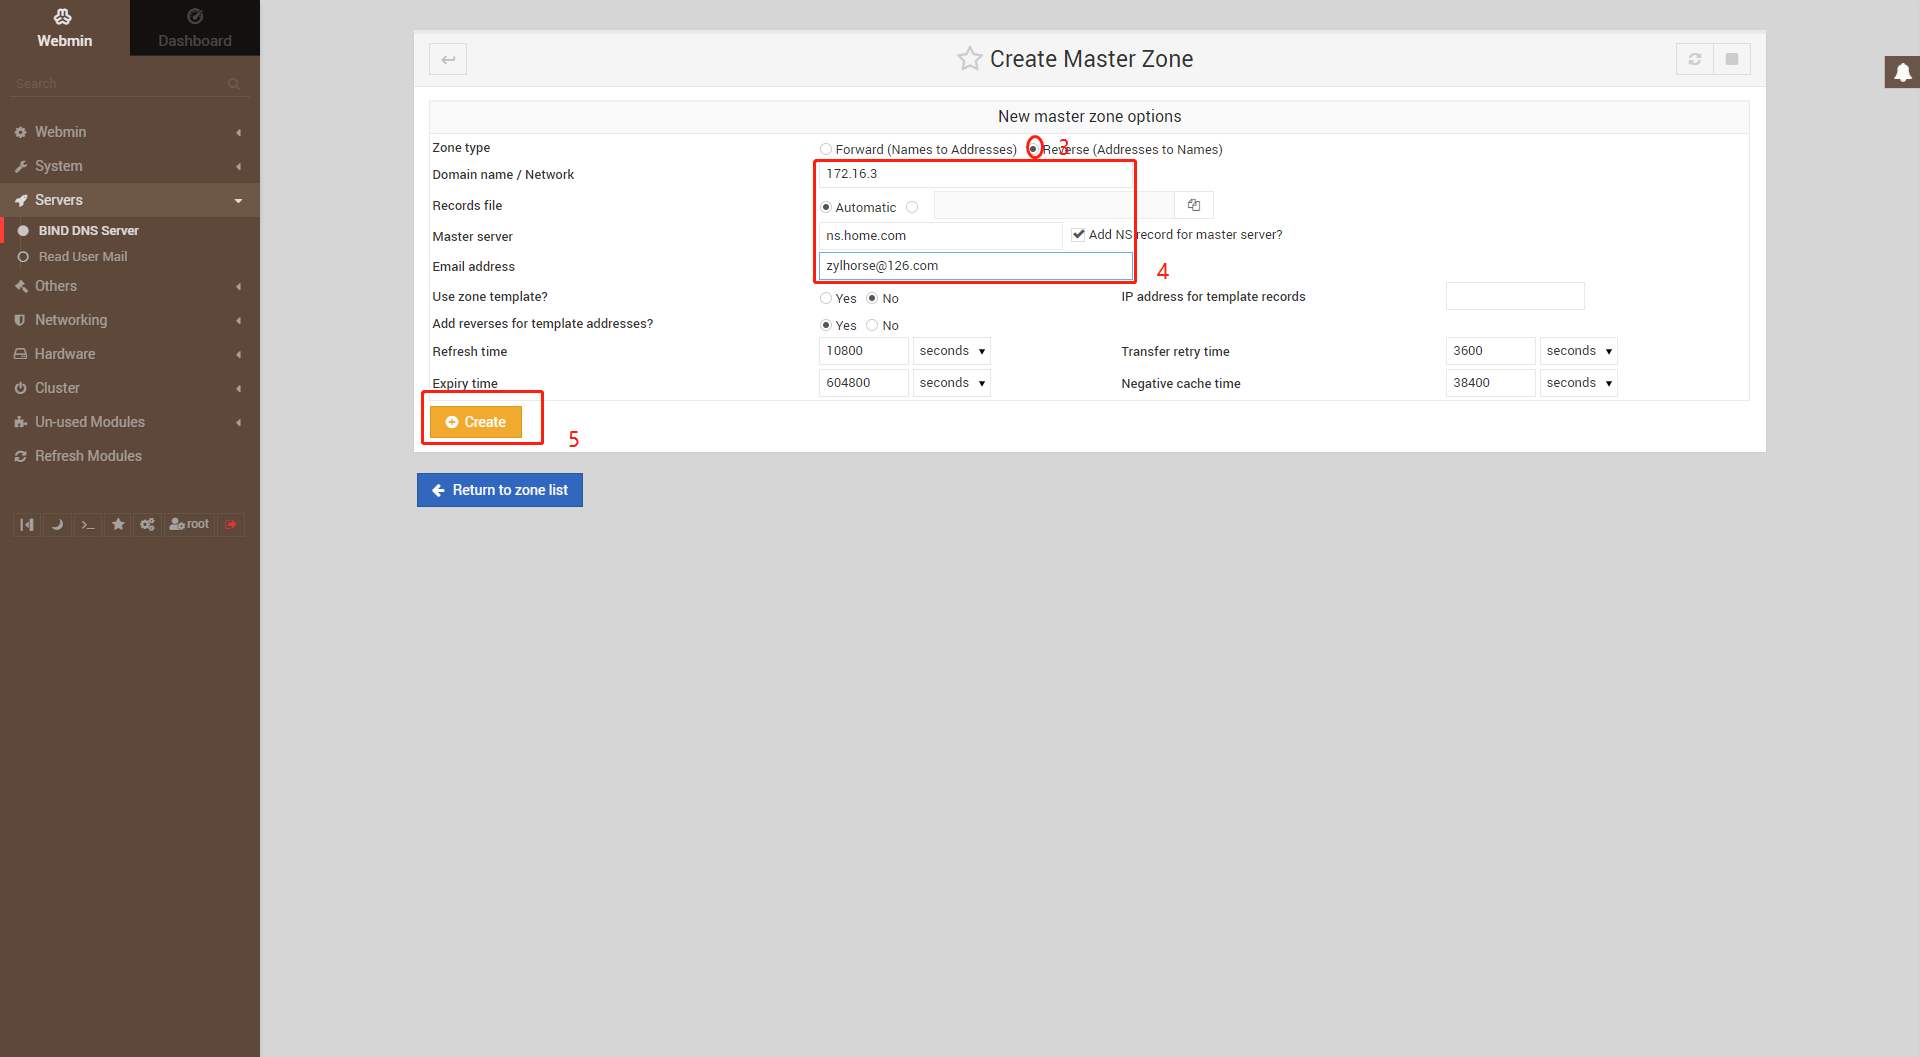 Webmin
Dashboard
Search
Webmin
System
Servers
BIND DNS Server
Read User Mail
Others
Networking
Hardware
Cluster
Un-used Modules
Refresh Modules
root
Create Master Zone
New master zone options
Zone type
Forward (Names to Addresses)
3
Reverse (Addresses to Names)
Domain name / Network
172.16.3
Records file
Automatic
Master server
ns.home.com
Add NS record for master server?
Email address
zylhorse@126.com
4
Use zone template?
Yes
No
IP address for template records
Add reverses for template addresses?
Yes
No
Refresh time
10800
seconds
Transfer retry time
3600
seconds
Expiry time
604800
seconds
Negative cache time
38400
seconds
Create
5
Return to zone list